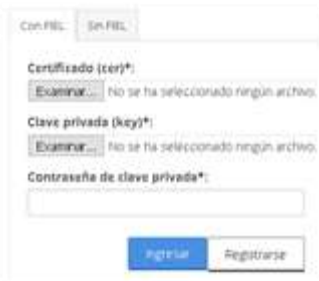 Con FIEL Sin FIEL
Certificado (cer)*:
Examinar... No se ha seleccionado ningún archivo.
Clave privada (key)*:
Examinar... No se ha seleccionado ningún archivo.
Contraseña de clave privada*:
Ingresar Registrarse